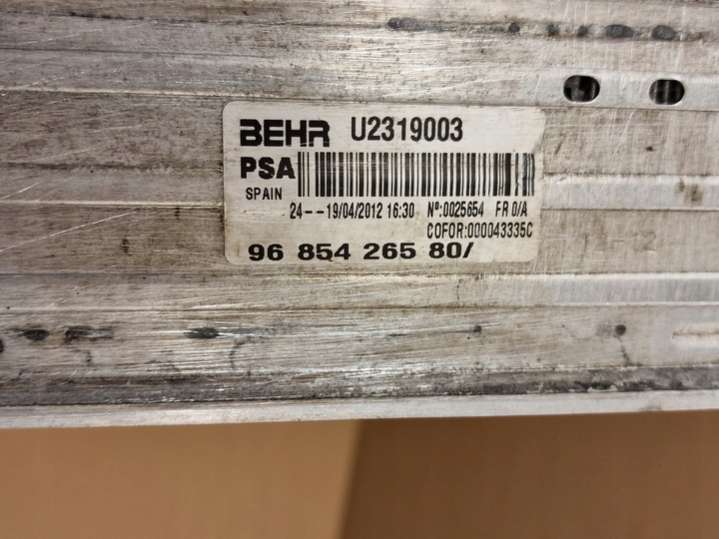 BEHR U2319003
PSA
SPAIN
24--19/04/2012 16:30 Nº:0025654 FR 0/A
COFOR:000043335C
96 854 265 80/